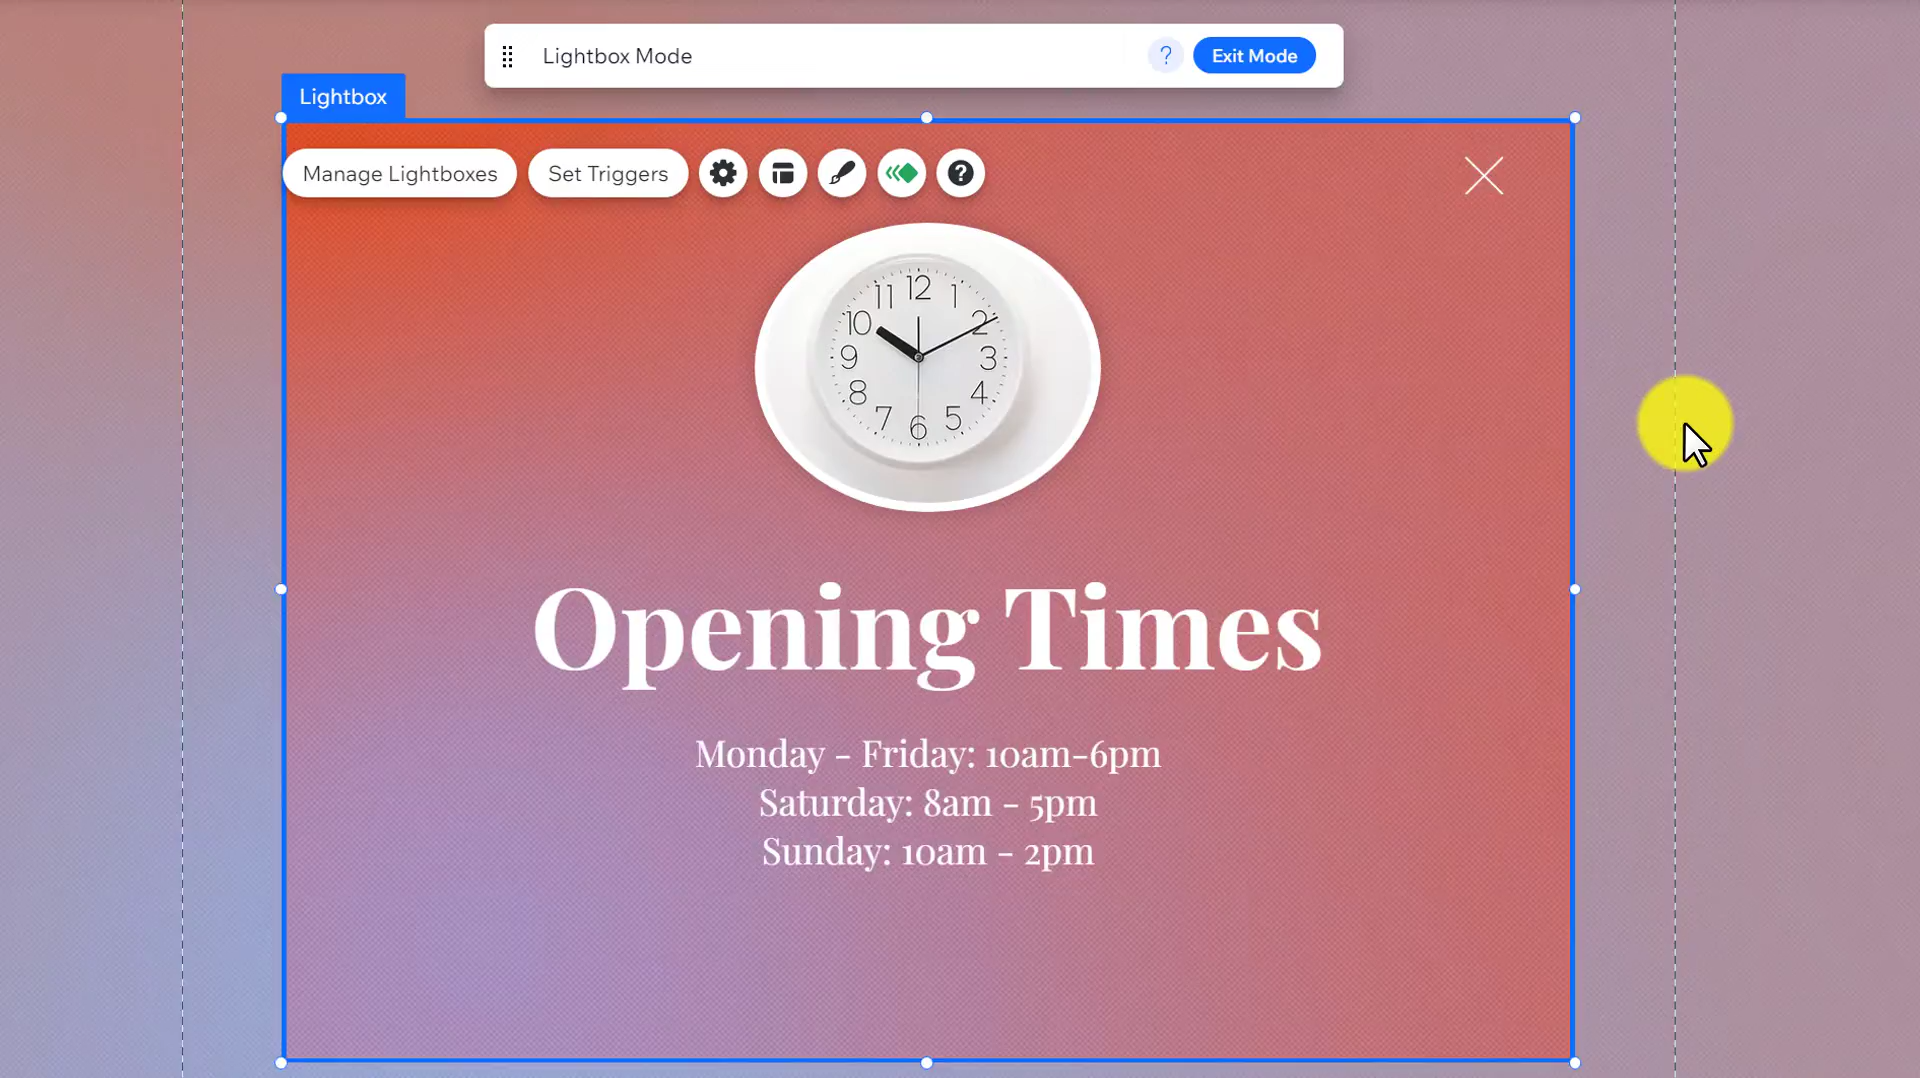 Lightbox Mode
?
Exit Mode
Lightbox
Manage Lightboxes
Set Triggers
?
12
11 1
10 2
9 3
8 4
7 5
6
Opening Times
Monday - Friday: 10am-6pm
Saturday: 8am - 5pm
Sunday: 10am - 2pm